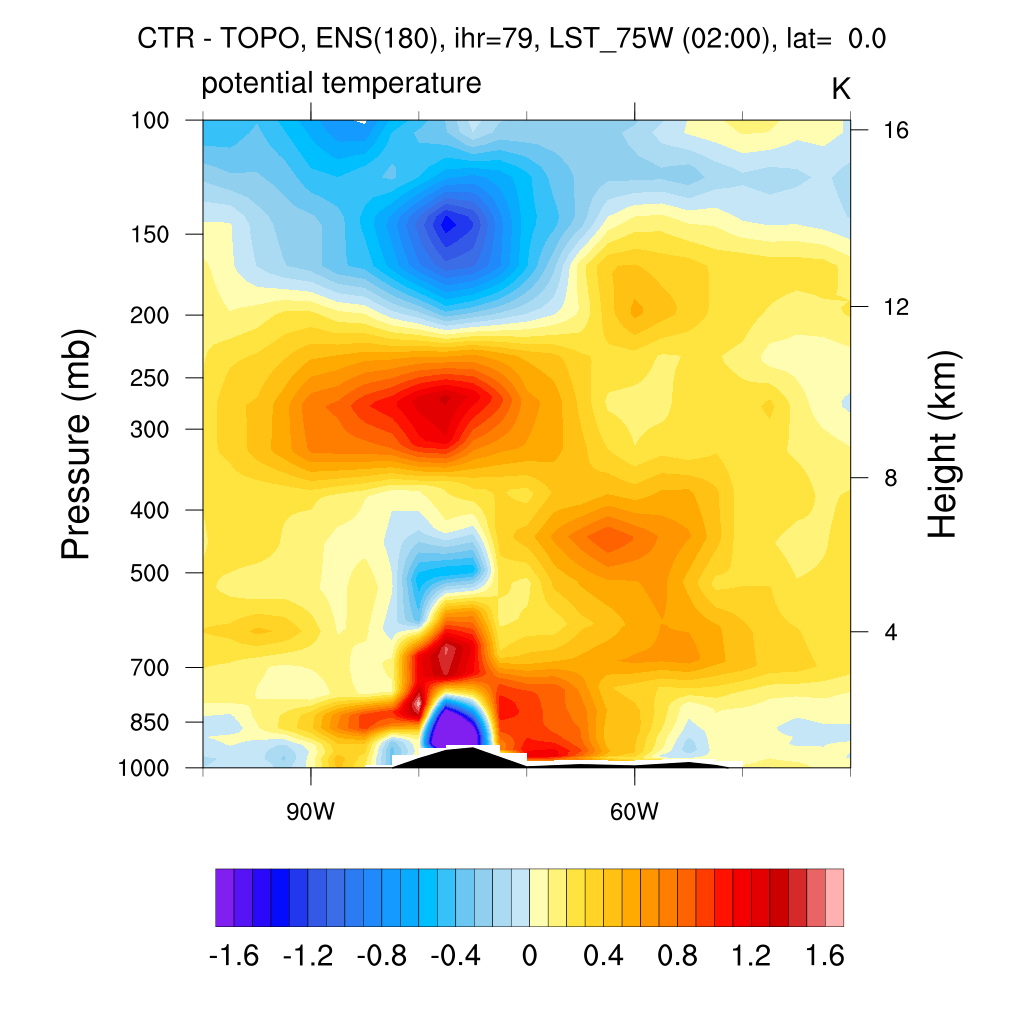 CTR - TOPO, ENS(180), ihr=79, LST_75W (02:00), lat=  0.0
potential temperature K
100
150
200
250
300
400
500
700
850
1000
Pressure (mb)
16
12
8
4
Height (km)
90W 60W
-1.6 -1.2 -0.8 -0.4 0 0.4 0.8 1.2 1.6